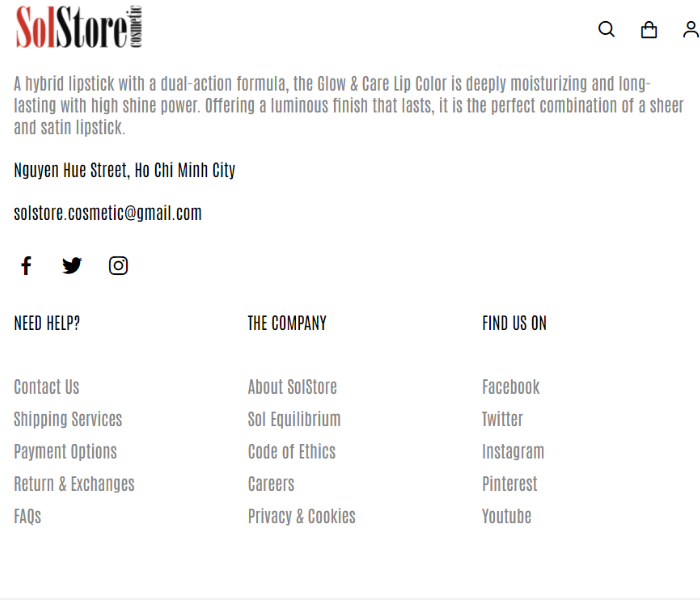 SolStore cosmetic
A hybrid lipstick with a dual-action formula, the Glow & Care Lip Color is deeply moisturizing and long-
lasting with high shine power. Offering a luminous finish that lasts, it is the perfect combination of a sheer
and satin lipstick.
Nguyen Hue Street, Ho Chi Minh City
solstore.cosmetic@gmail.com
NEED HELP?
Contact Us
Shipping Services
Payment Options
Return & Exchanges
FAQs
THE COMPANY
About SolStore
Sol Equilibrium
Code of Ethics
Careers
Privacy & Cookies
FIND US ON
Facebook
Twitter
Instagram
Pinterest
Youtube